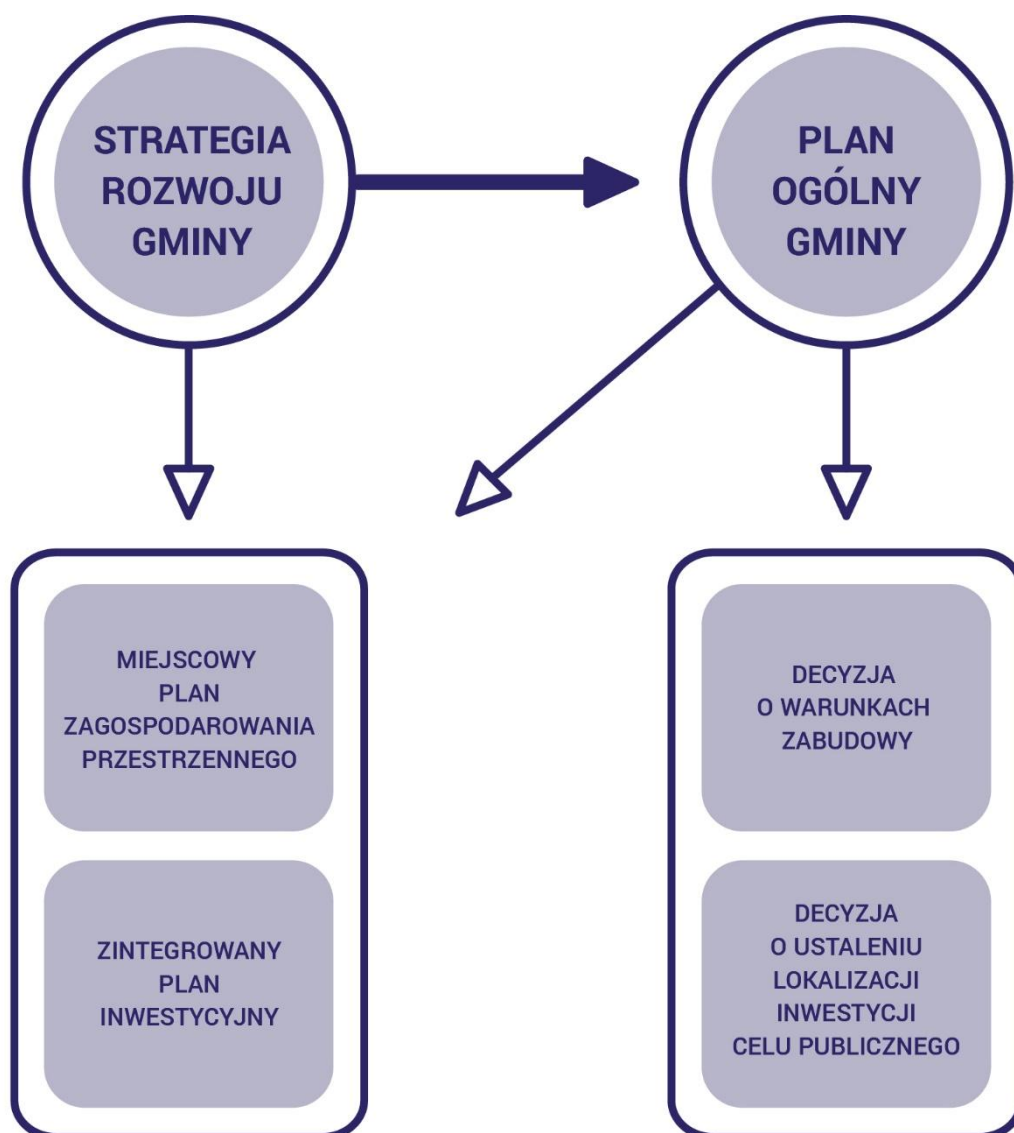 STRATEGIA
ROZWOJU
GMINY
PLAN
OGÓLNY
GMINY
MIEJSCOWY
PLAN
ZAGOSPODAROWANIA
PRZESTRZENNEGO
ZINTEGROWANY
PLAN
INWESTYCYJNY
DECYZJA
O WARUNKACH
ZABUDOWY
DECYZJA
O USTALENIU
LOKALIZACJI
INWESTYCJI
CELU PUBLICZNEGO